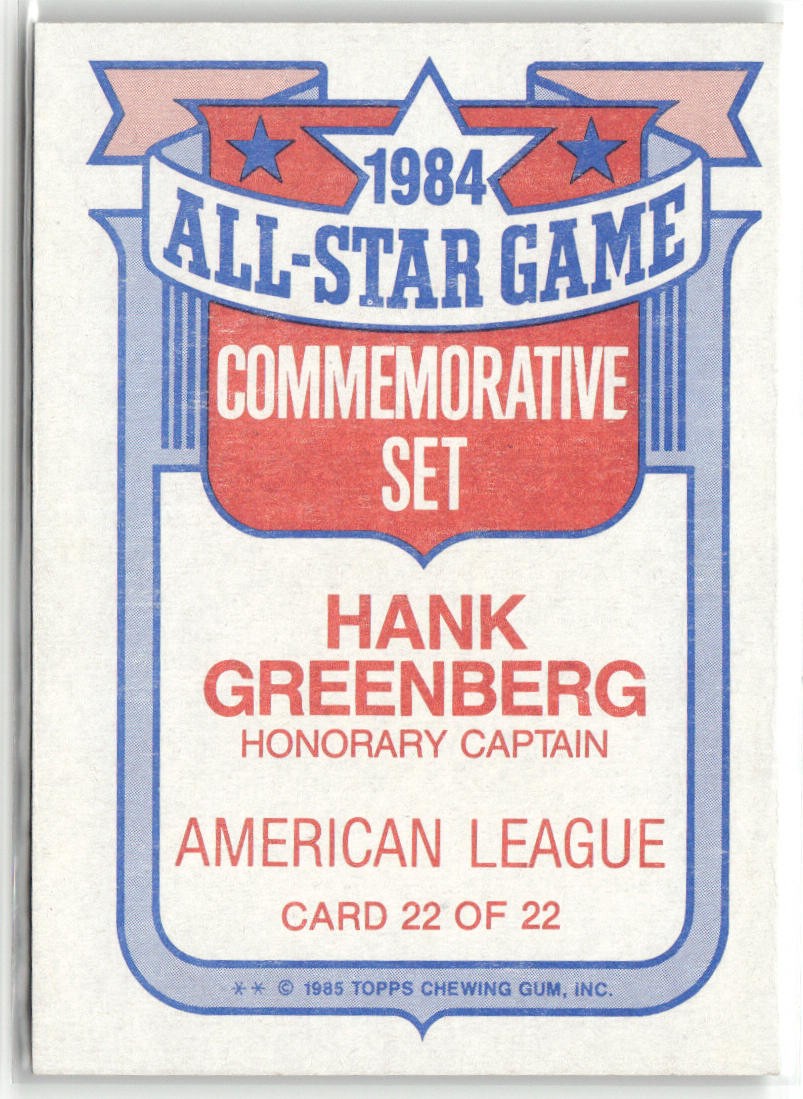 1984
ALL-STAR GAME
COMMEMORATIVE
SET
HANK
GREENBERG
HONORARY CAPTAIN
AMERICAN LEAGUE
CARD 22 OF 22
** © 1985 TOPPS CHEWING GUM, INC.